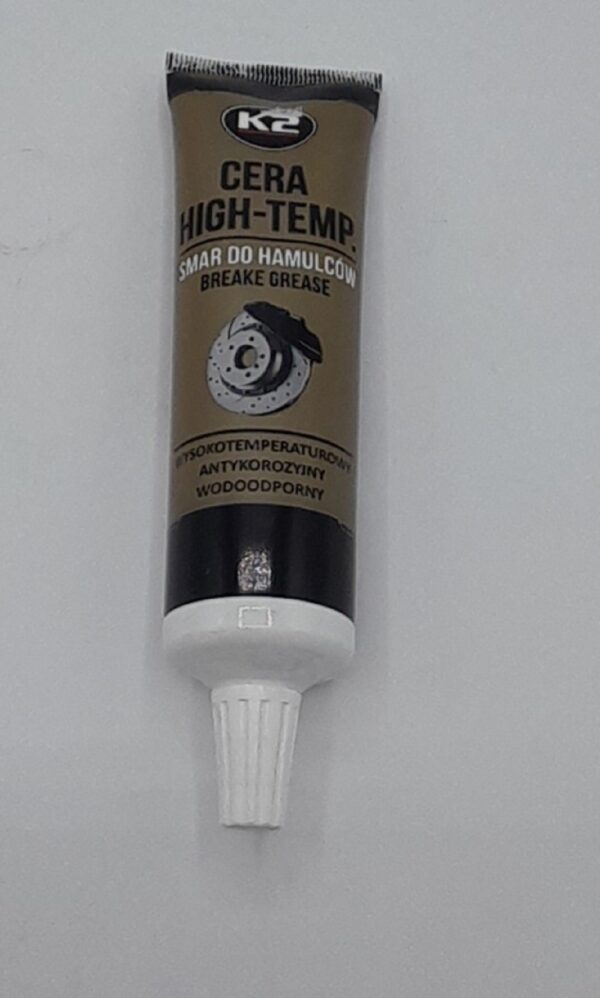 K2
CERA
HIGH-TEMP.
SMAR DO HAMULCÓW
BREAKE GREASE
WYSOKOTEMPERATUROWY
ANTYKOROZYJNY
WODOODPORNY